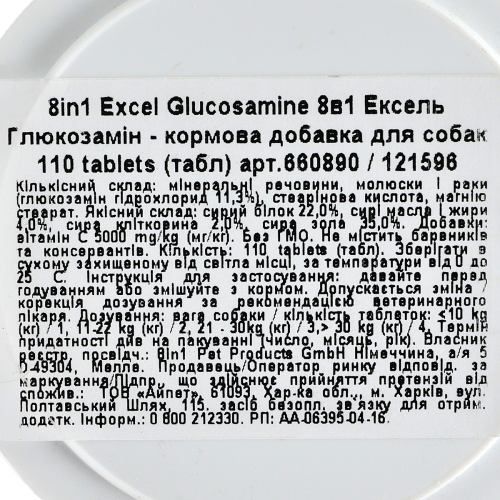 8in1 Excel Glucosamine 8в1 Ексель
Глюкозамін - кормова добавка для собак
110 tablets (табл) арт.660890 / 121596
Кількісний склад: мінеральні речовини, молюски і раки
(глюкозамін гідрохлорид 11,3%), стварінова кислота, магнію
стварат. Якісний склад: сирий білок 22,0%, сирі масла і жири
4,0%, сира клітковина 2,0%, сира зола 35,0%. Добавки:
вітамін С 5000 mg/kg (мг/кг). Без ГМО. Не містить барвників
та консервантів. Кількість: 110 tablets (табл). Зберігати в
сухому захищеному від світла місці, за температури від 0 до
25 С. Інструкція для застосування: давайте перед
годуванням або змішуйте з кормом. Допускається зміна /
корекція дозування за рекомендацією ветеринарного
лікаря. Дозування: вага собаки / кількість таблеток: <10 kg
(кг) / 1, 11-22 kg (кг) / 2, 21 - 30kg (кг) / 3,> 30 kg (кг) / 4. Термін
придатності див на пакуванні (число, місяць, рік). Власник
реєстр. посвідч.: 8in1 Pet Products GmbH Німеччина, а/я 5
D-49304, Мелле. Продавець/Оператор ринку відповід. за
маркування/Підпр., що здійснює прийняття претензій від
спожив.: ТОВ «Айпет», 61093, Хар-ка обл., м. Харків, вул.
Полтавський Шлях, 115. засіб безопл. зв'язку для отрим.
додатк. інформ.: 0 800 212330. РП: АА-06395-04-16.